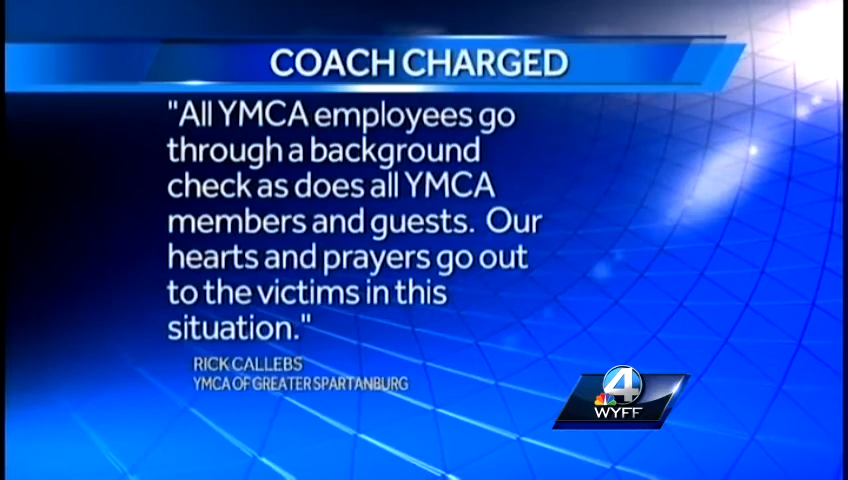 COACH CHARGED
"All YMCA employees go
through a background
check as does all YMCA
members and guests. Our
hearts and prayers go out
to the victims in this
situation."
RICK CALLEBS
YMCA OF GREATER SPARTANBURG
4
WYFF